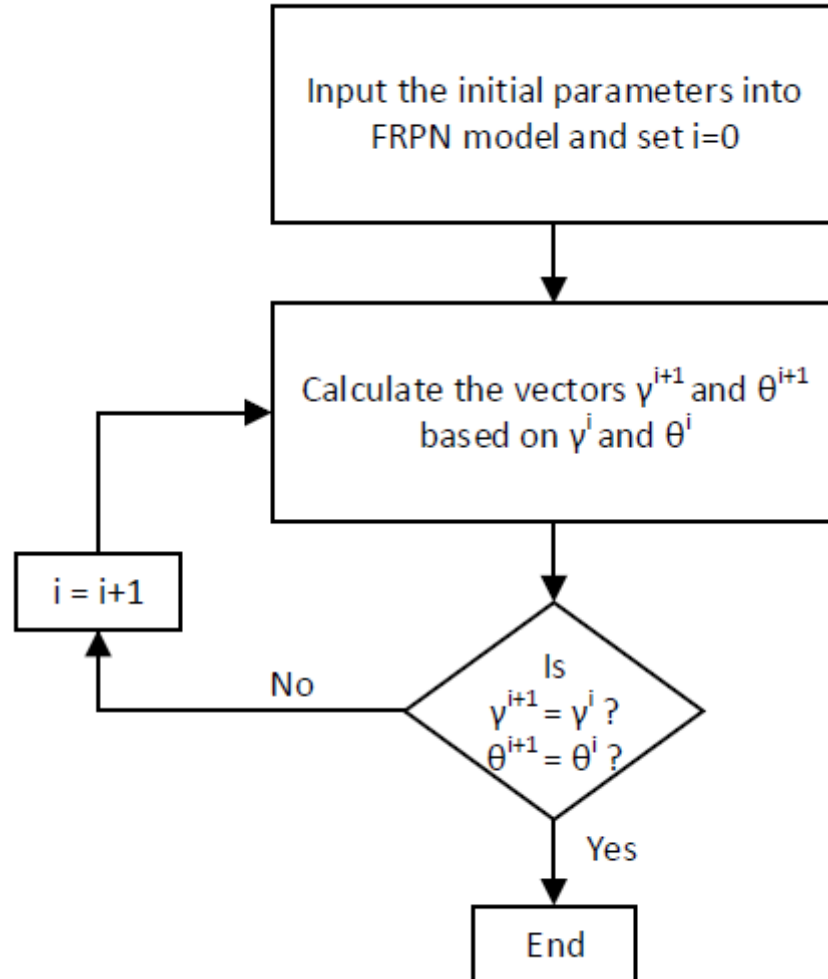 Input the initial parameters into
FRPN model and set i=0
Calculate the vectors γ^{i+1} and θ^{i+1}
based on γ^{i} and θ^{i}
i = i+1
No
Is
γ^{i+1} = γ^{i} ?
θ^{i+1} = θ^{i} ?
Yes
End